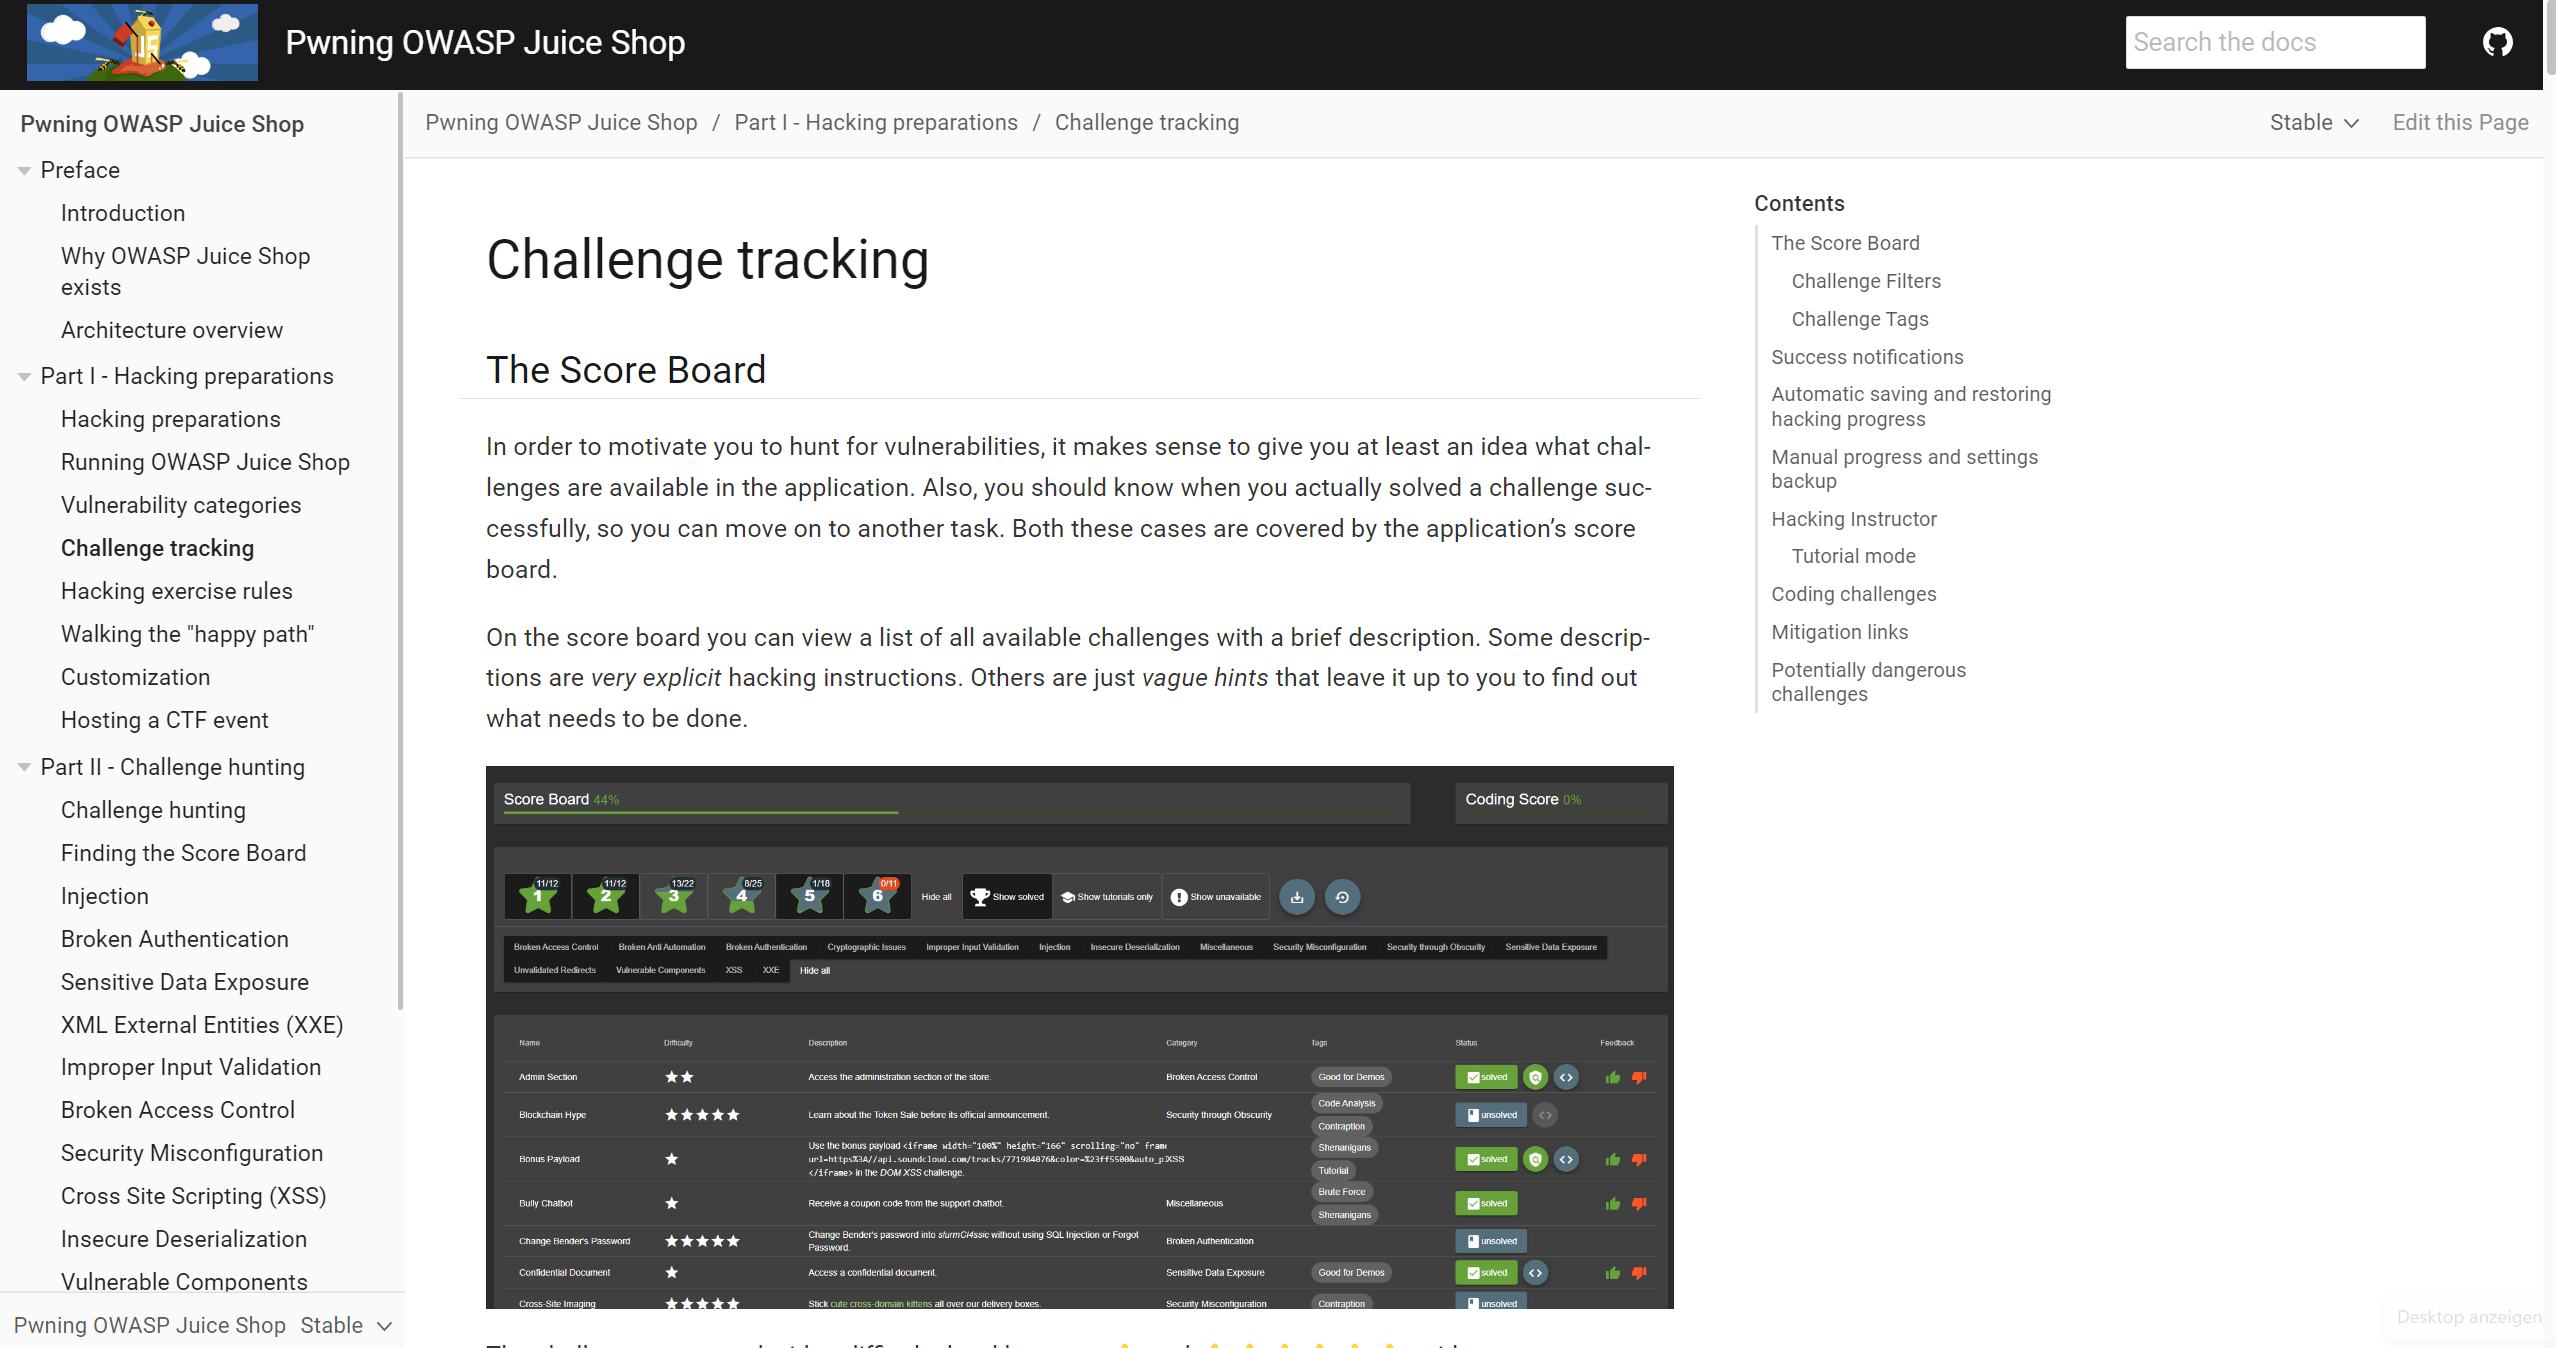 JS
Pwning OWASP Juice Shop
Search the docs
Pwning OWASP Juice Shop
Preface
Introduction
Why OWASP Juice Shop
exists
Architecture overview
Part I - Hacking preparations
Hacking preparations
Running OWASP Juice Shop
Vulnerability categories
Challenge tracking
Hacking exercise rules
Walking the "happy path"
Customization
Hosting a CTF event
Part II - Challenge hunting
Challenge hunting
Finding the Score Board
Injection
Broken Authentication
Sensitive Data Exposure
XML External Entities (XXE)
Improper Input Validation
Broken Access Control
Security Misconfiguration
Cross Site Scripting (XSS)
Insecure Deserialization
Vulnerable Components
Pwning OWASP Juice Shop Stable
Pwning OWASP Juice Shop / Part I - Hacking preparations / Challenge tracking
Stable Edit this Page
Challenge tracking
The Score Board
In order to motivate you to hunt for vulnerabilities, it makes sense to give you at least an idea what chal-
lenges are available in the application. Also, you should know when you actually solved a challenge suc-
cessfully, so you can move on to another task. Both these cases are covered by the application’s score
board.
On the score board you can view a list of all available challenges with a brief description. Some descrip-
tions are very explicit hacking instructions. Others are just vague hints that leave it up to you to find out
what needs to be done.
Score Board 44%
Coding Score 0%
1 11/12 2 11/12 3 13/22 4 8/25 5 1/18 6 0/11 Hide all Show solved Show tutorials only Show unavailable
Broken Access Control Broken Anti Automation Broken Authentication Cryptographic Issues Improper Input Validation Injection Insecure Deserialization Miscellaneous Security Misconfiguration Security through Obscurity Sensitive Data Exposure
Unvalidated Redirects Vulnerable Components XSS XXE Hide all
Name Difficulty Description Category Tags Status Feedback
Admin Section Access the administration section of the store. Broken Access Control Good for Demos solved
Blockchain Hype Learn about the Token Sale before its official announcement. Security through Obscurity Code Analysis Contraption unsolved
Bonus Payload Use the bonus payload <iframe width="100%" height="166" scrolling="no" frame
url=https%3A//api.soundcloud.com/tracks/771984076&color=%23ff5500&auto_p XSS
</iframe> in the DOM XSS challenge.
Shenanigans Tutorial solved
Bully Chatbot Receive a coupon code from the support chatbot. Miscellaneous Brute Force Shenanigans solved
Change Bender's Password Change Bender's password into slurmCl4ssic without using SQL Injection or Forgot
Password. Broken Authentication unsolved
Confidential Document Access a confidential document. Sensitive Data Exposure Good for Demos solved
Cross-Site Imaging Stick cute cross-domain kittens all over our delivery boxes. Security Misconfiguration Contraption unsolved
Contents
The Score Board
Challenge Filters
Challenge Tags
Success notifications
Automatic saving and restoring
hacking progress
Manual progress and settings
backup
Hacking Instructor
Tutorial mode
Coding challenges
Mitigation links
Potentially dangerous
challenges
Desktop anzeigen